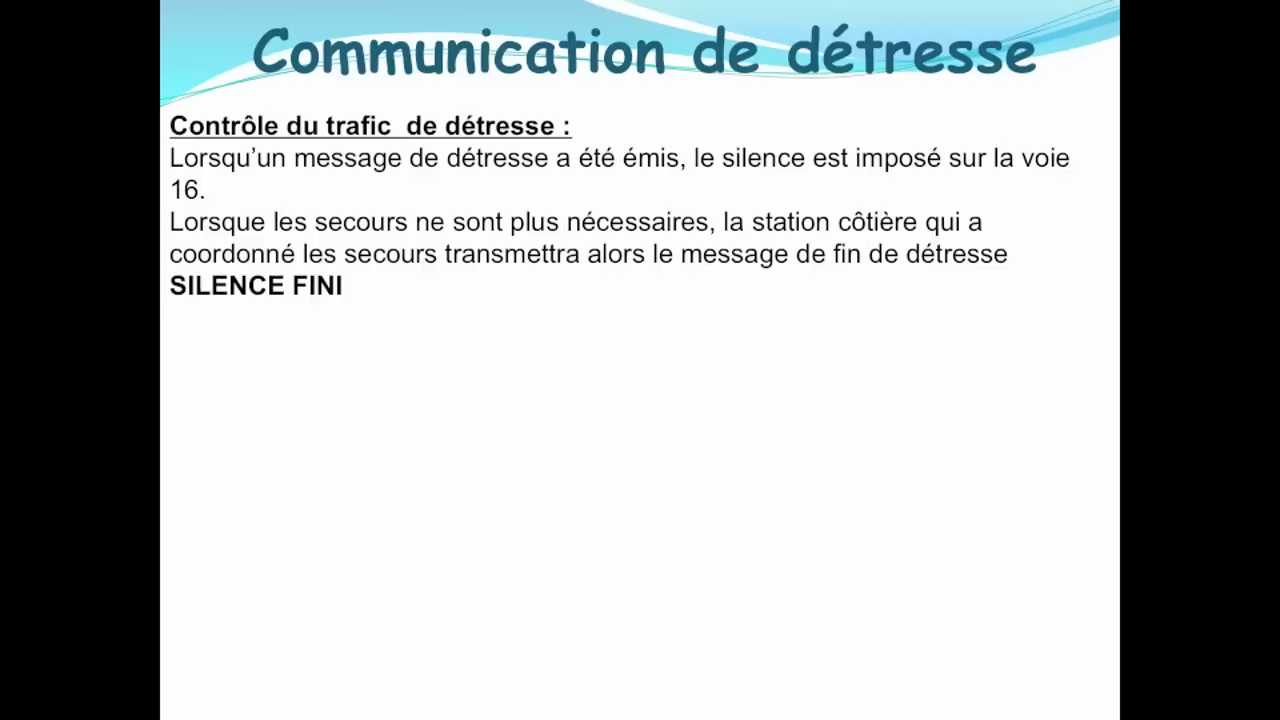 Communication de détresse
Contrôle du trafic  de détresse :
Lorsqu’un message de détresse a été émis, le silence est imposé sur la voie
16.
Lorsque les secours ne sont plus nécessaires, la station côtière qui a
coordonné les secours transmettra alors le message de fin de détresse
SILENCE FINI